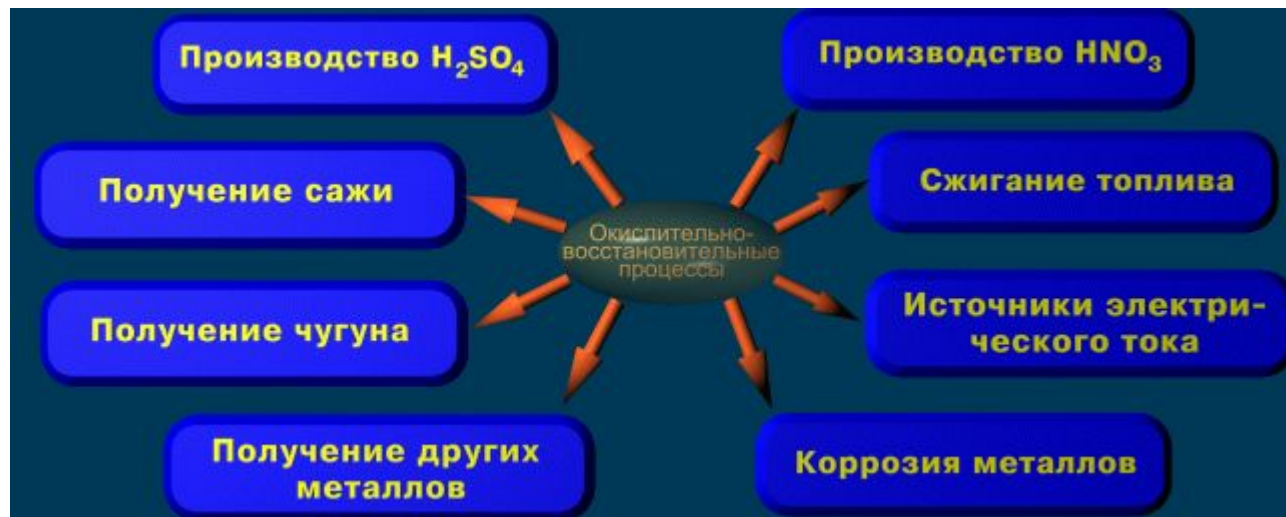 Производство H₂SO₄
Производство HNO₃
Получение сажи
Сжигание топлива
Окислительно-
восстановительные
процессы
Получение чугуна
Источники электри-
ческого тока
Получение других
металлов
Коррозия металлов